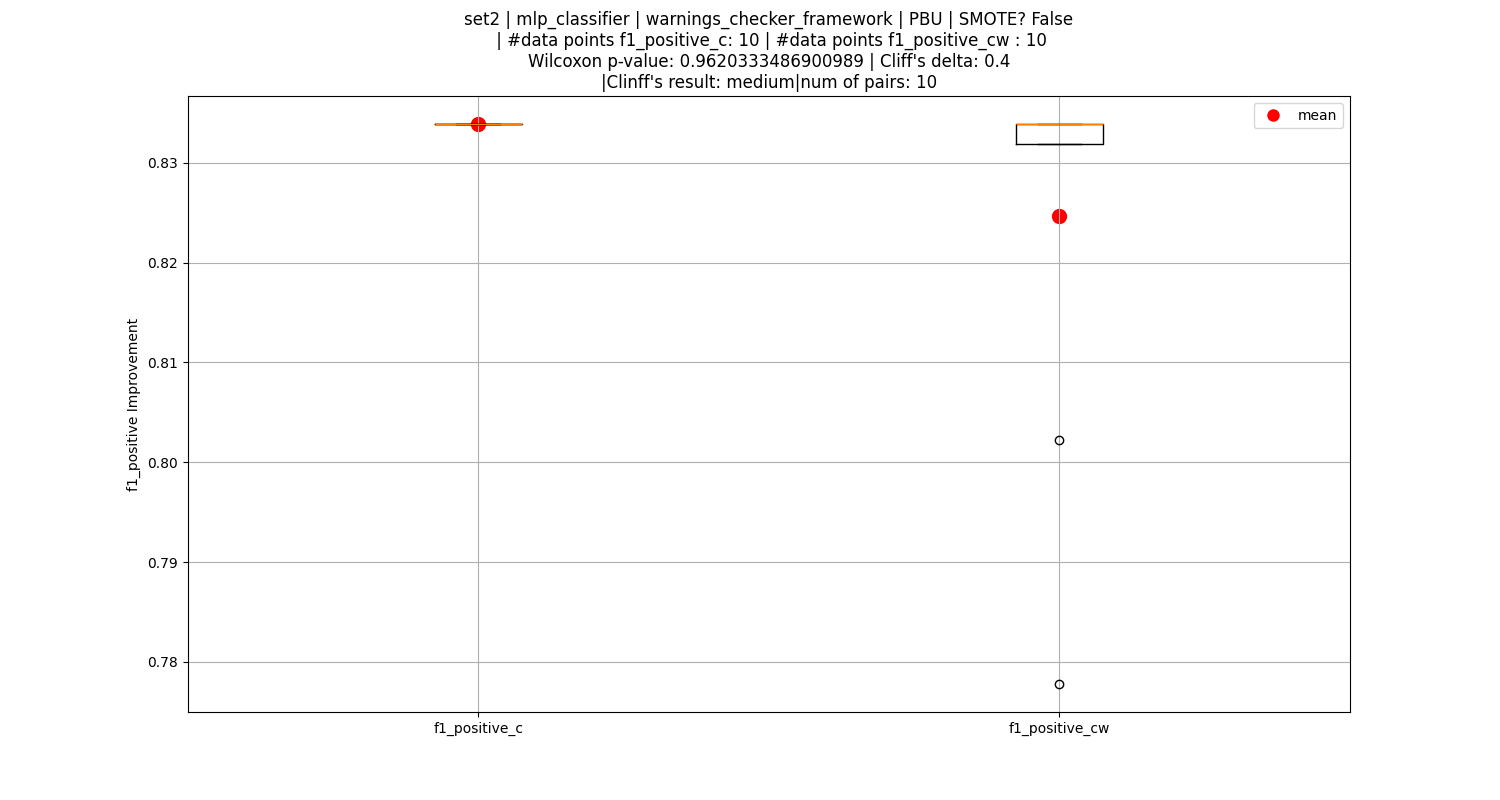 set2 | mlp_classifier | warnings_checker_framework | PBU | SMOTE? False
| #data points f1_positive_c: 10 | #data points f1_positive_cw : 10
Wilcoxon p-value: 0.9620333486900989 | Cliff's delta: 0.4
|Clinff's result: medium|num of pairs: 10
mean
f1_positive Improvement
0.83
0.82
0.81
0.80
0.79
0.78
f1_positive_c
f1_positive_cw